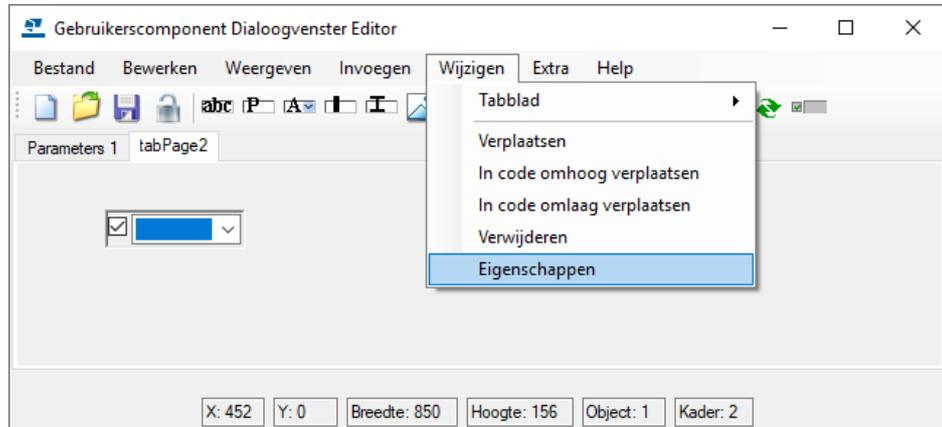 Gebruikerscomponent Dialoogvenster Editor
Bestand Bewerken Weergeven Invoegen Wijzigen Extra Help
abc P A I
Parameters 1 tabPage2
Tabblad
Verplaatsen
In code omhoog verplaatsen
In code omlaag verplaatsen
Verwijderen
Eigenschappen
X: 452 Y: 0 Breedte: 850 Hoogte: 156 Object: 1 Kader: 2